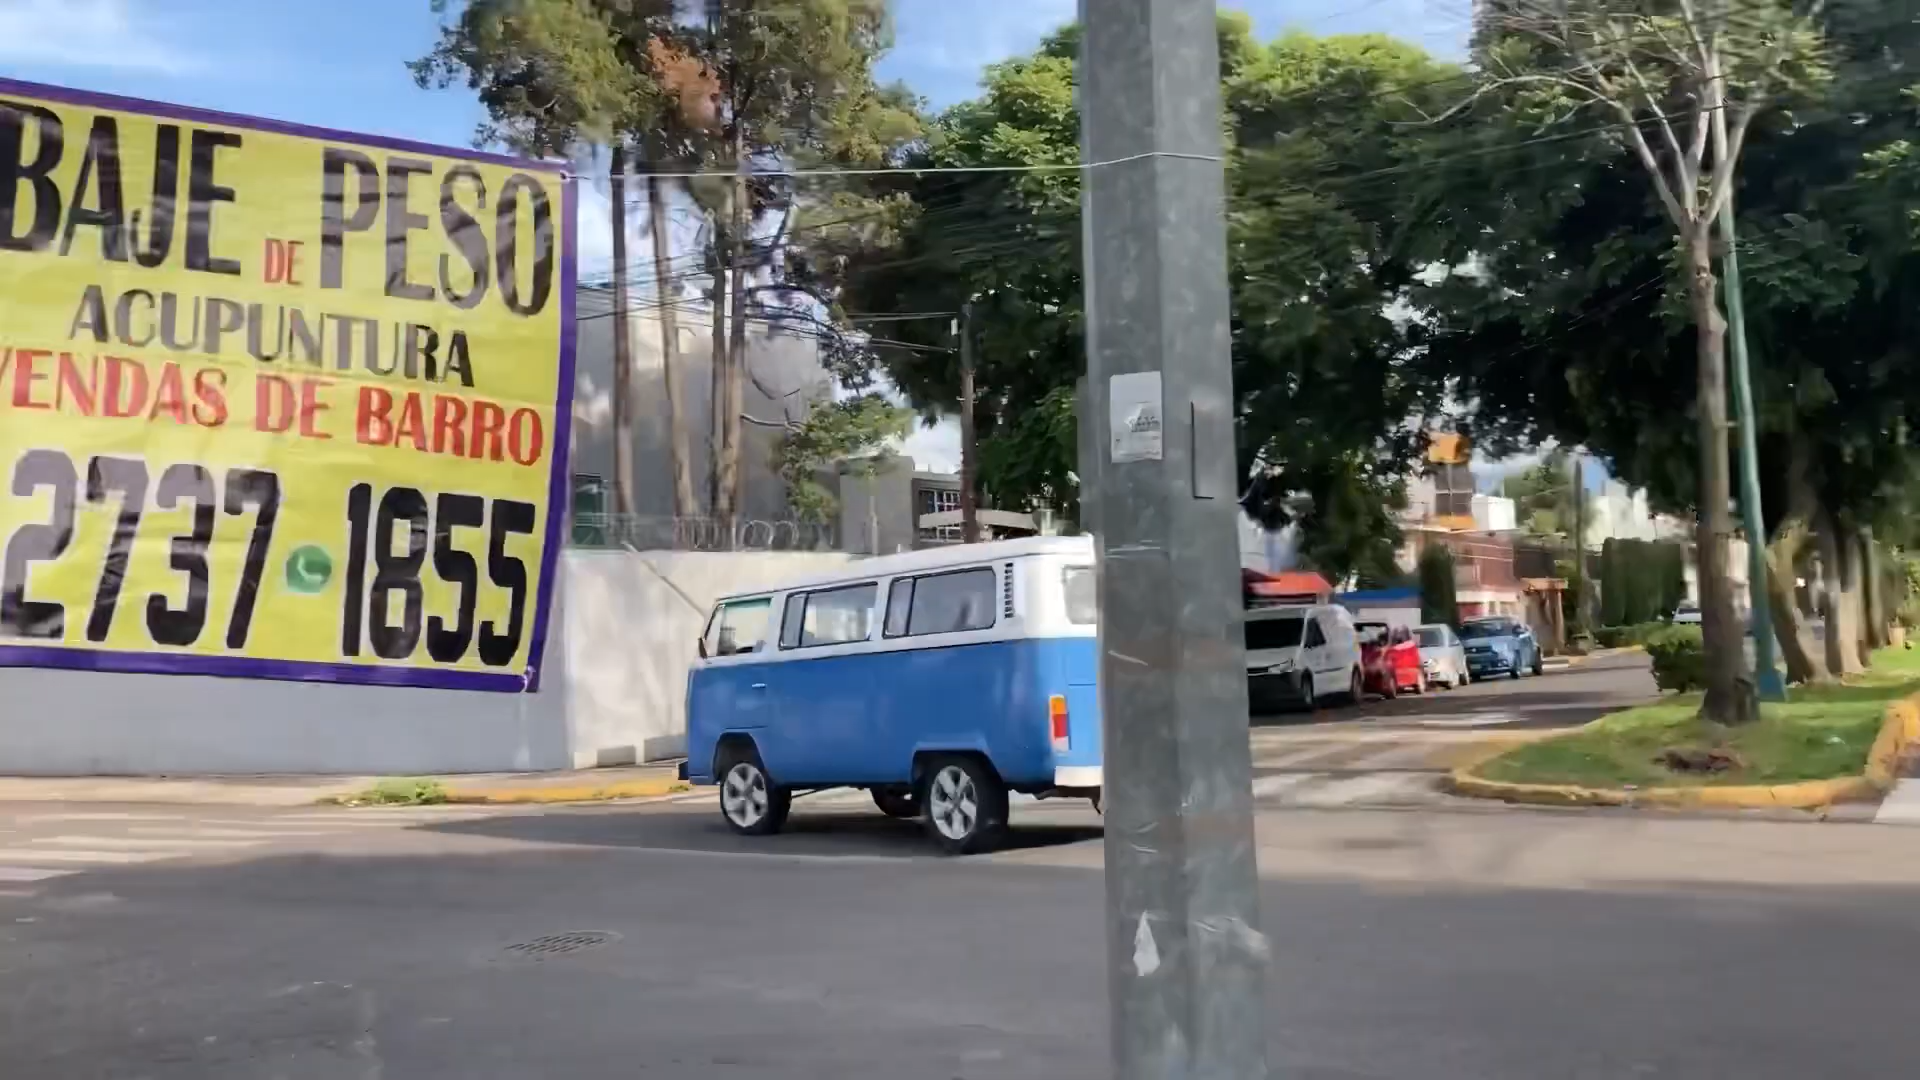 BAJE DE PESO
ACUPUNTURA
VENDAS DE BARRO
2737 1855